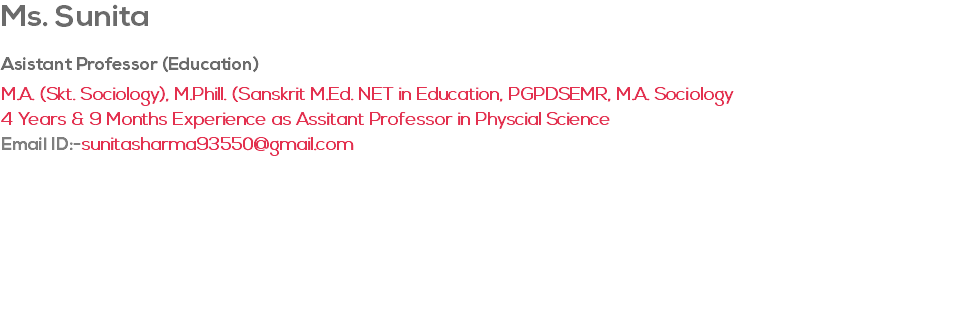 Ms. Sunita
Asistant Professor (Education)
M.A. (Skt. Sociology), M.Phill. (Sanskrit M.Ed. NET in Education, PGPDSEMR, M.A. Sociology
4 Years & 9 Months Experience as Assitant Professor in Physcial Science
Email ID:-sunitasharma93550@gmail.com